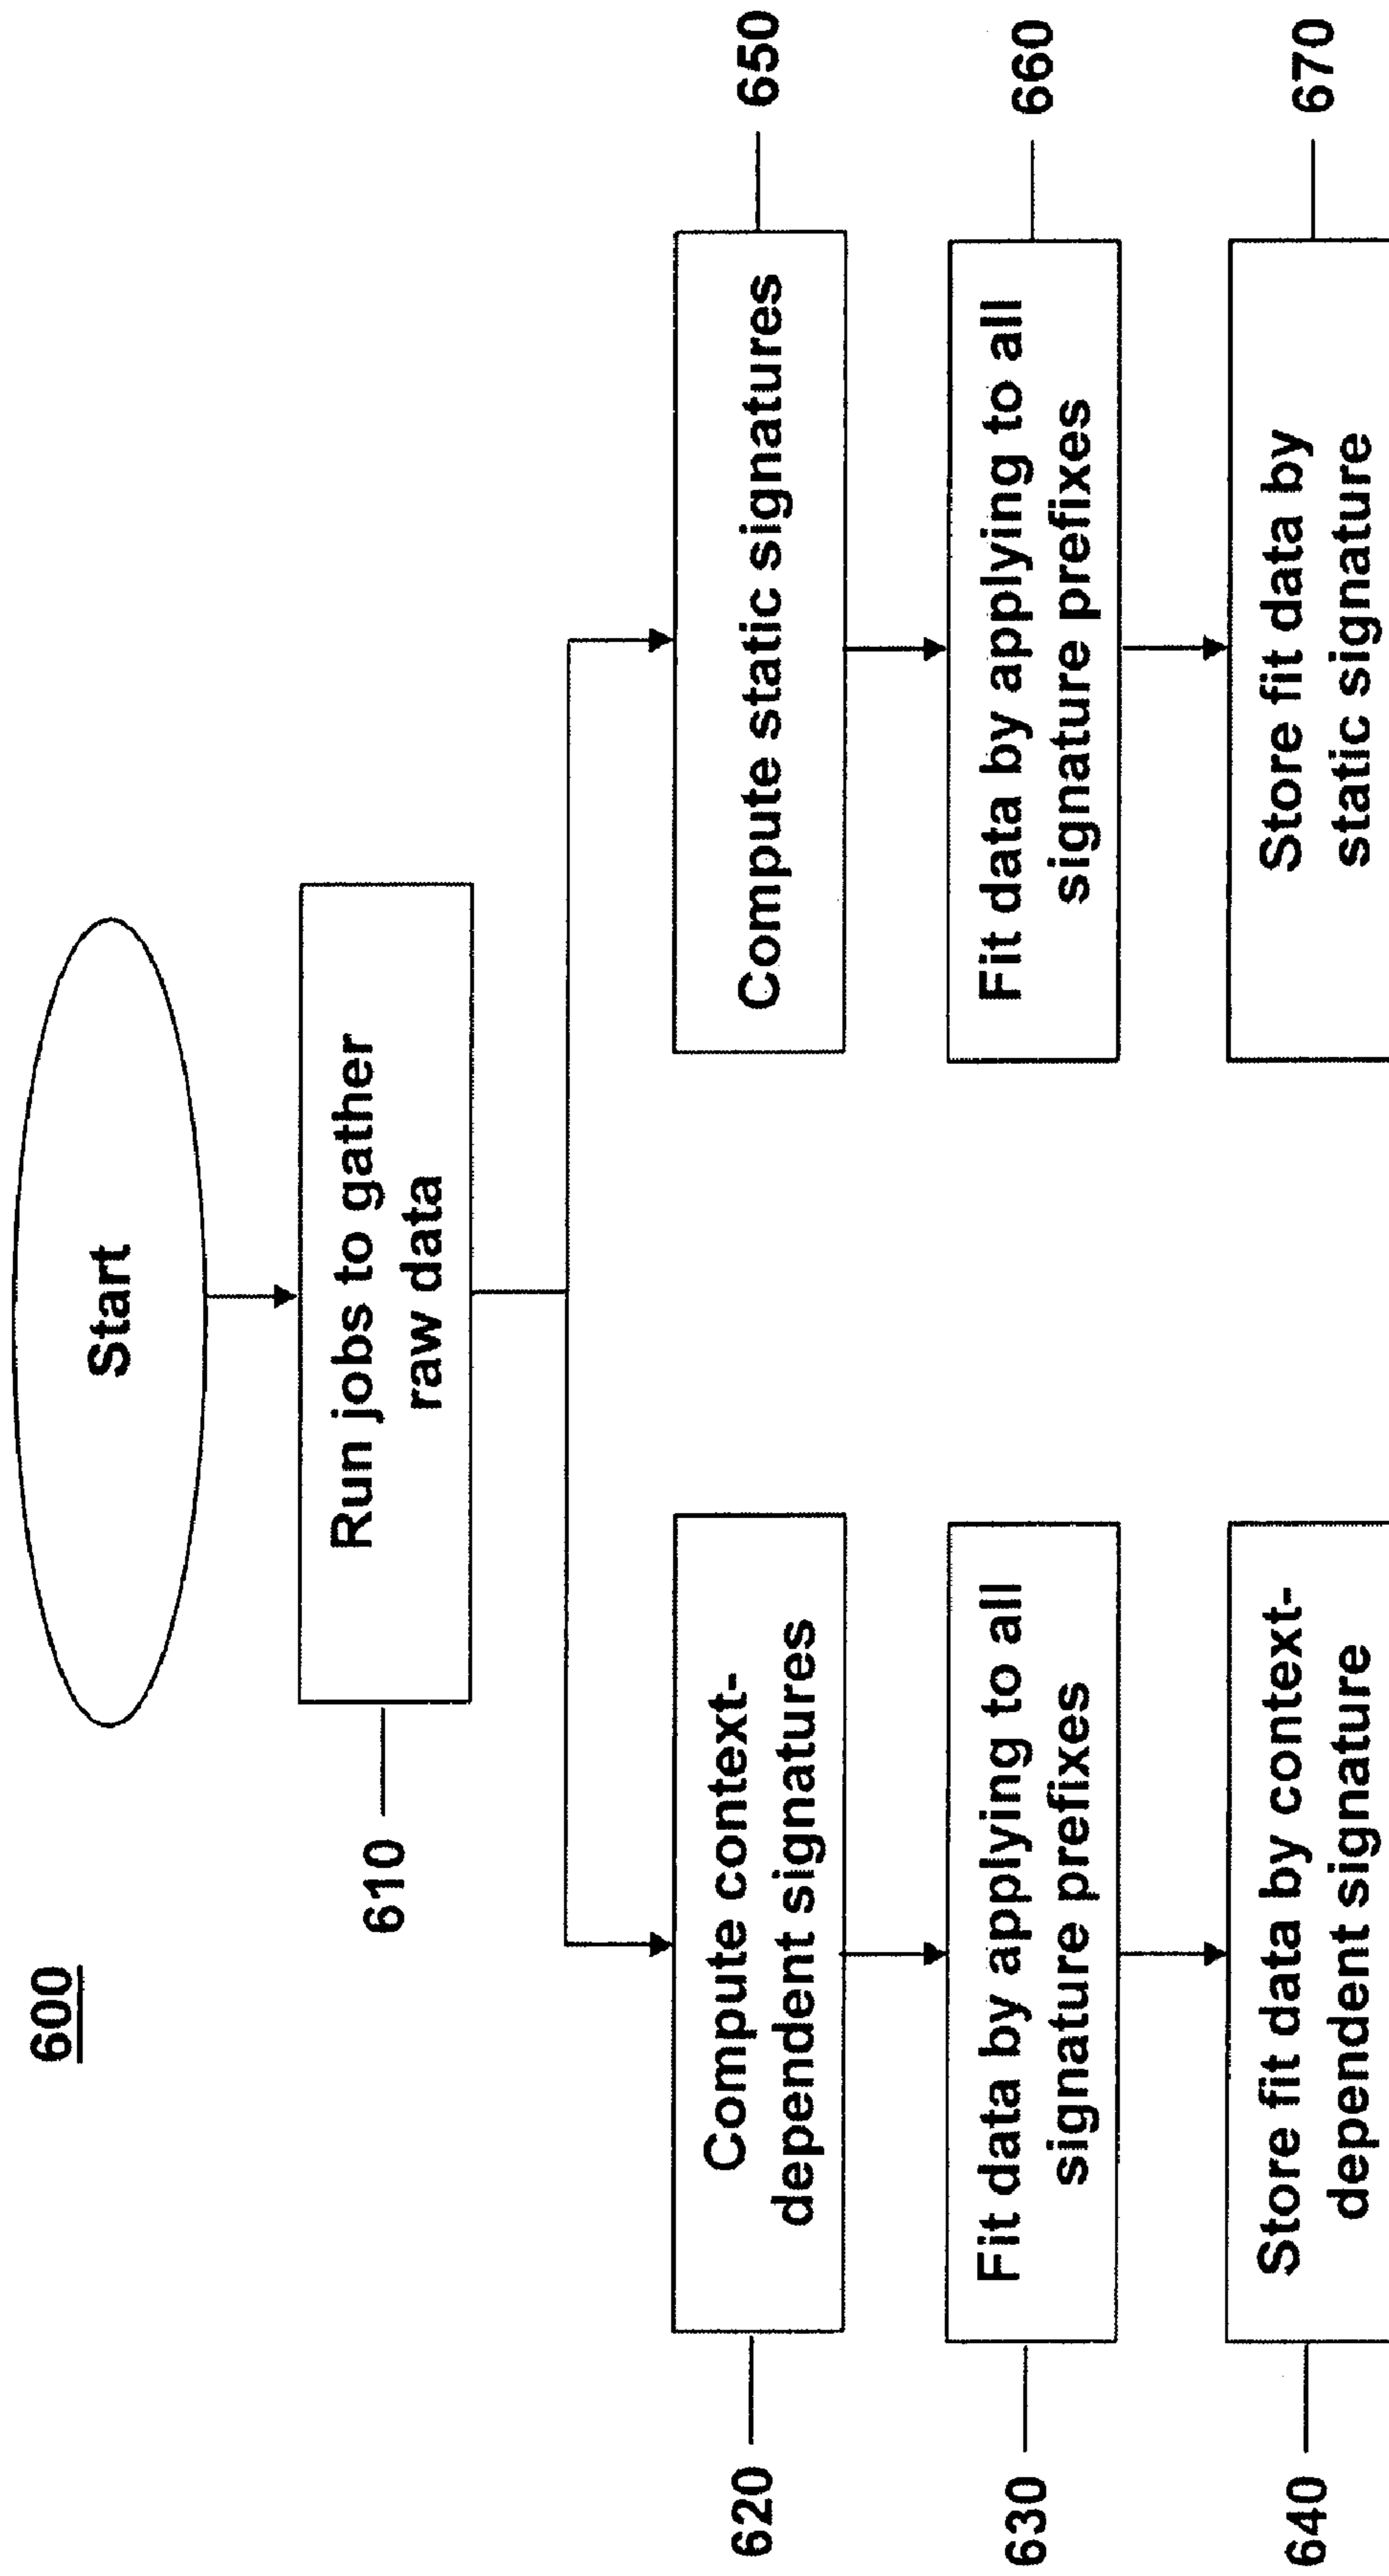 600
Start
610
Run jobs to gather
raw data
620
Compute context-
dependent signatures
630
Fit data by applying to all
signature prefixes
640
Store fit data by context-
dependent signature
Compute static signatures
650
Fit data by applying to all
signature prefixes
660
Store fit data by
static signature
670